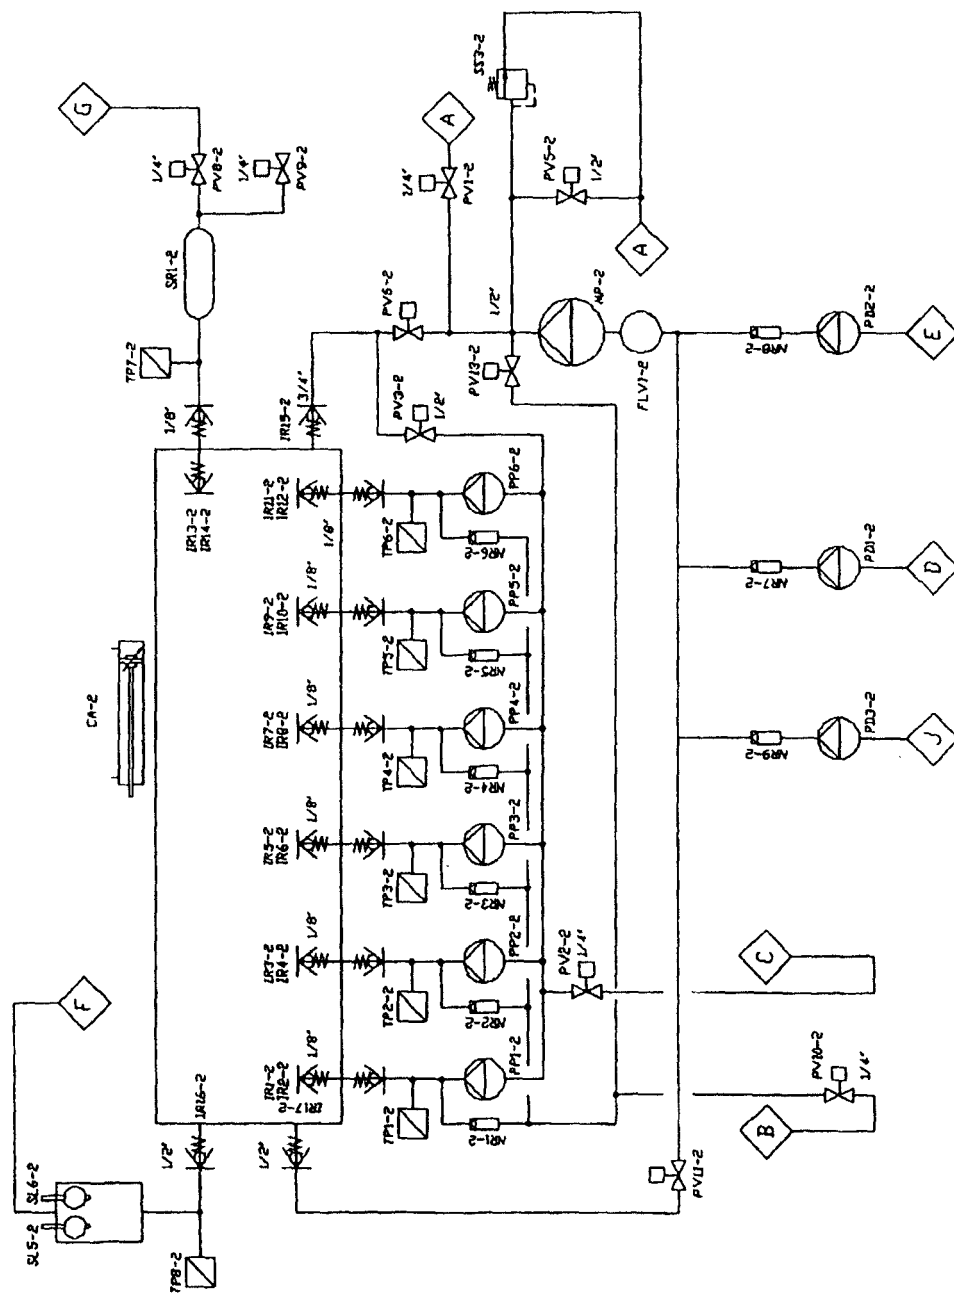 G
A
SS3-2
1/4"
PV8-2
1/4"
PV9-2
1/4"
PV1-2
PV5-2
1/2"
SR1-2
A
TP7-2
PV6-2
1/2"
MP-2
PD2-2
E
1/8"
3/4"
IR15-2
PV3-2
1/2"
PV13-2
FLV1-2
NR8-2
IR13-2
IR14-2
IR11-2
IR12-2
1/8"
TP6-2
NR6-2
PP6-2
IR9-2
IR10-2
1/8"
TP5-2
NR5-2
PP5-2
NR7-2
PD1-2
D
CA-2
IR7-2
IR8-2
1/8"
TP4-2
NR4-2
PP4-2
NR9-2
PD3-2
J
IR5-2
IR6-2
1/8"
TP3-2
NR3-2
PP3-2
IR3-2
IR4-2
1/8"
TP2-2
NR2-2
PP2-2
PV2-2
1/4"
C
F
IR1-2
IR2-2
IR17-2
1/8"
TP1-2
NR1-2
PP1-2
PV10-2
1/4"
B
IR16-2
1/2"
1/2"
PV11-2
SL6-2
SL5-2
TP8-2